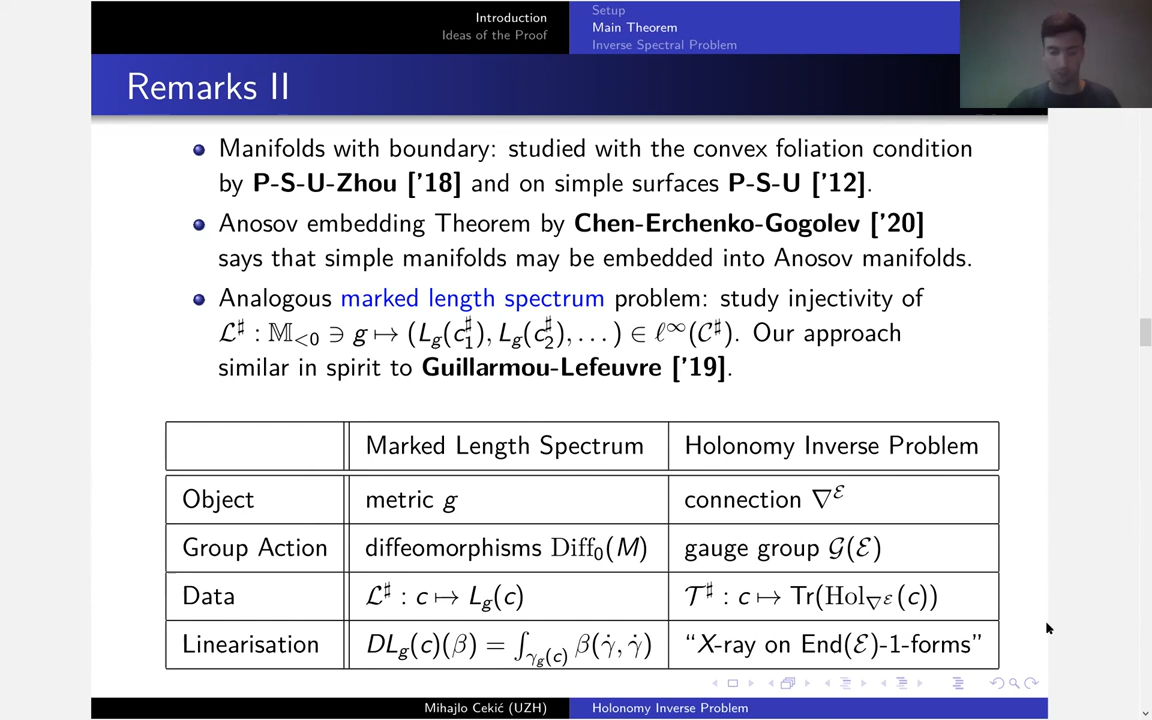 Introduction
Ideas of the Proof
Setup
Main Theorem
Inverse Spectral Problem
Remarks II
Manifolds with boundary: studied with the convex foliation condition
by P-S-U-Zhou ['18] and on simple surfaces P-S-U ['12].
Anosov embedding Theorem by Chen-Erchenko-Gogolev ['20]
says that simple manifolds may be embedded into Anosov manifolds.
Analogous marked length spectrum problem: study injectivity of
𝓛♯ : 𝕄<0 ∋ g ↦ (Lg(c♯1), Lg(c♯2), . . . ) ∈ ℓ∞(𝒞♯). Our approach
similar in spirit to Guillarmou-Lefeuvre ['19].
Marked Length Spectrum Holonomy Inverse Problem
Object metric g connection ∇ℰ
Group Action diffeomorphisms Diff0(M) gauge group 𝒢(ℰ)
Data 𝓛♯ : c ↦ Lg(c) 𝒯♯ : c ↦ Tr(Hol∇ℰ(c))
Linearisation DLg(c)(β) = ∫γg(c) β(γ̇, γ̇) “X-ray on End(ℰ)-1-forms”
Mihajlo Cekić (UZH) Holonomy Inverse Problem